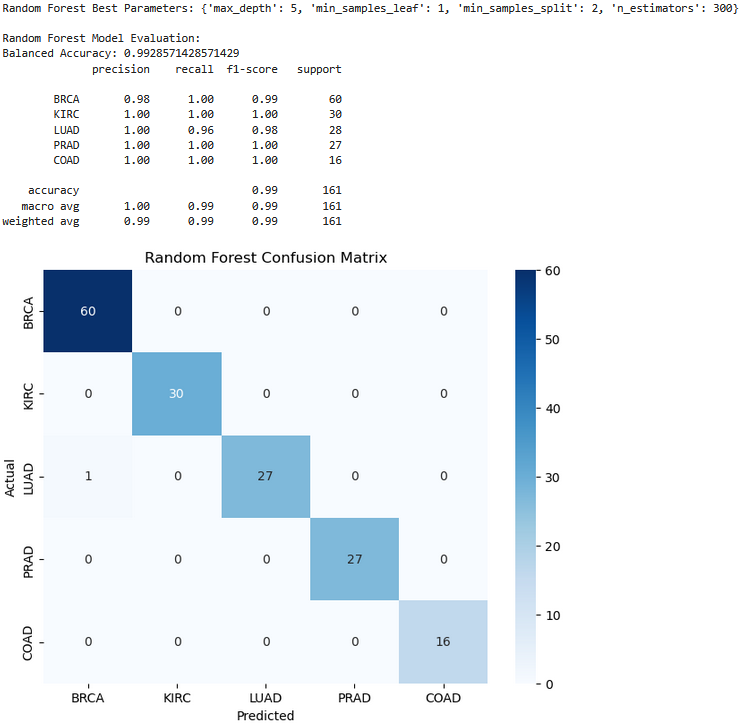 Random Forest Best Parameters: {'max_depth': 5, 'min_samples_leaf': 1, 'min_samples_split': 2, 'n_estimators': 300}
Random Forest Model Evaluation:
Balanced Accuracy: 0.9928571428571429
precision recall f1-score support
BRCA 0.98 1.00 0.99 60
KIRC 1.00 1.00 1.00 30
LUAD 1.00 0.96 0.98 28
PRAD 1.00 1.00 1.00 27
COAD 1.00 1.00 1.00 16
accuracy 0.99 161
macro avg 1.00 0.99 0.99 161
weighted avg 0.99 0.99 0.99 161
Random Forest Confusion Matrix
BRCA 60 0 0 0 0
KIRC 0 30 0 0 0
LUAD 1 0 27 0 0
PRAD 0 0 0 27 0
COAD 0 0 0 0 16
Actual
BRCA KIRC LUAD PRAD COAD
Predicted
60
50
40
30
20
10
0